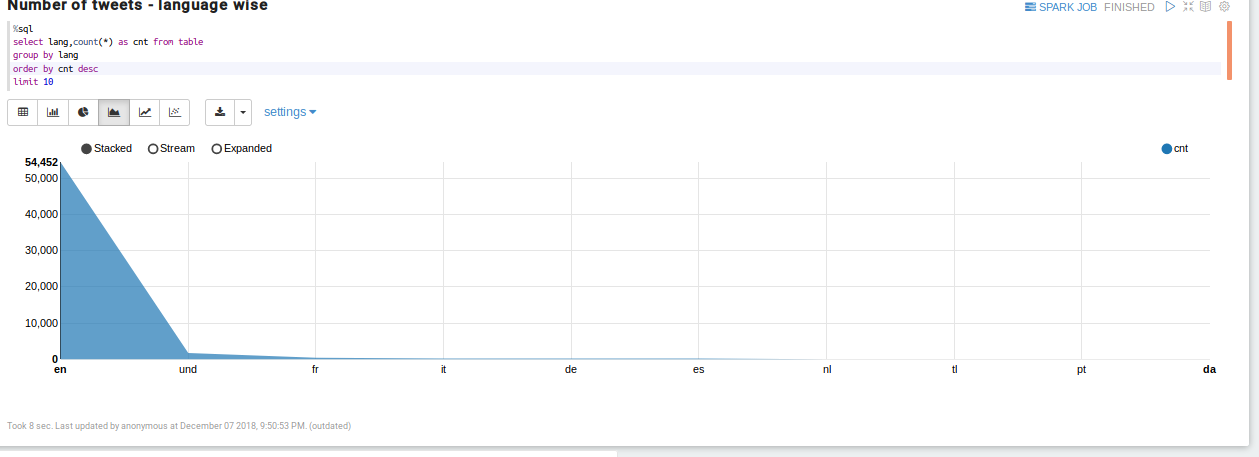 Number of tweets - language wise
SPARK JOB FINISHED
%sql
select lang,count(*) as cnt from table
group by lang
order by cnt desc
limit 10
settings
Stacked Stream Expanded cnt
54,452
50,000
40,000
30,000
20,000
10,000
0
en und fr it de es nl tl pt da
Took 8 sec. Last updated by anonymous at December 07 2018, 9:50:53 PM. (outdated)